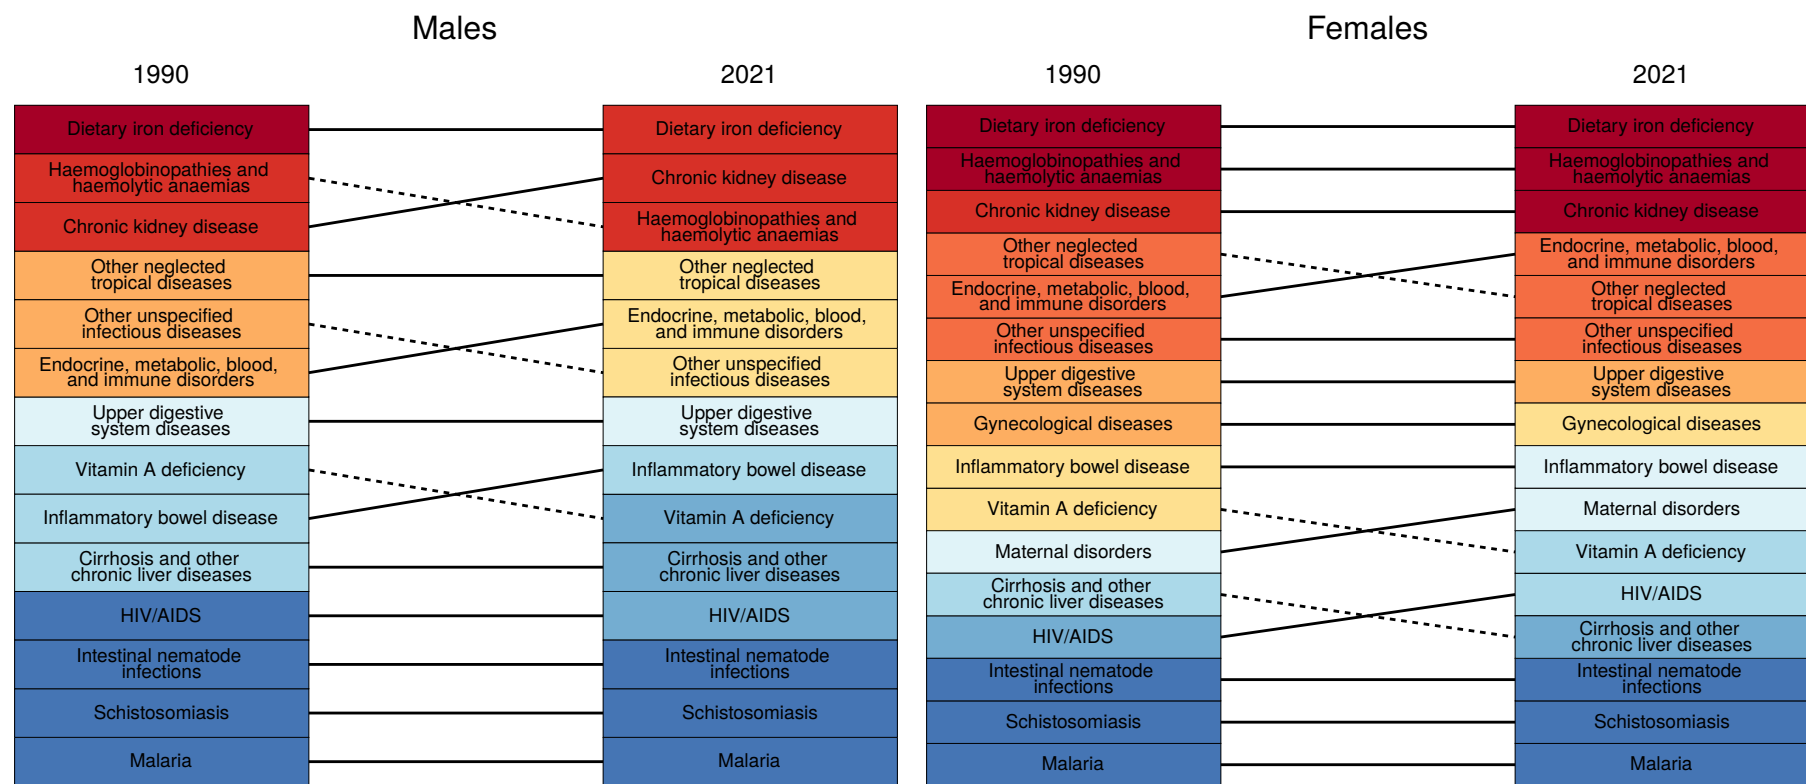 Males
1990
2021
Dietary iron deficiency
Haemoglobinopathies and
haemolytic anaemias
Chronic kidney disease
Other neglected
tropical diseases
Other unspecified
infectious diseases
Endocrine, metabolic, blood,
and immune disorders
Upper digestive
system diseases
Vitamin A deficiency
Inflammatory bowel disease
Cirrhosis and other
chronic liver diseases
HIV/AIDS
Intestinal nematode
infections
Schistosomiasis
Malaria
Dietary iron deficiency
Chronic kidney disease
Haemoglobinopathies and
haemolytic anaemias
Other neglected
tropical diseases
Endocrine, metabolic, blood,
and immune disorders
Other unspecified
infectious diseases
Upper digestive
system diseases
Inflammatory bowel disease
Vitamin A deficiency
Cirrhosis and other
chronic liver diseases
HIV/AIDS
Intestinal nematode
infections
Schistosomiasis
Malaria
Females
1990
2021
Dietary iron deficiency
Haemoglobinopathies and
haemolytic anaemias
Chronic kidney disease
Other neglected
tropical diseases
Endocrine, metabolic, blood,
and immune disorders
Other unspecified
infectious diseases
Upper digestive
system diseases
Gynecological diseases
Inflammatory bowel disease
Vitamin A deficiency
Maternal disorders
Cirrhosis and other
chronic liver diseases
HIV/AIDS
Intestinal nematode
infections
Schistosomiasis
Malaria
Dietary iron deficiency
Haemoglobinopathies and
haemolytic anaemias
Chronic kidney disease
Endocrine, metabolic, blood,
and immune disorders
Other neglected
tropical diseases
Other unspecified
infectious diseases
Upper digestive
system diseases
Gynecological diseases
Inflammatory bowel disease
Maternal disorders
Vitamin A deficiency
HIV/AIDS
Cirrhosis and other
chronic liver diseases
Intestinal nematode
infections
Schistosomiasis
Malaria